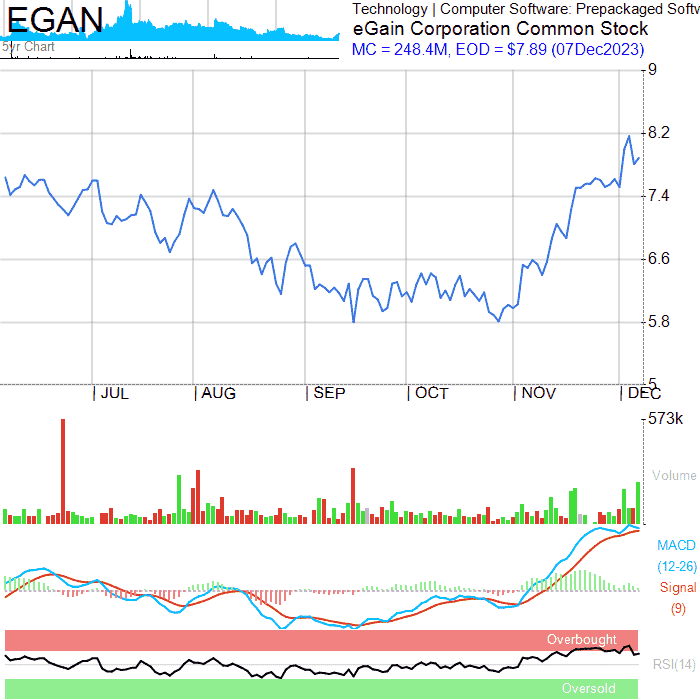 EGAN
5yr Chart
Technology | Computer Software: Prepackaged Softw
eGain Corporation Common Stock
MC = 248.4M, EOD = $7.89 (07Dec2023)
9
8.2
7.4
6.6
5.8
5
JUL AUG SEP OCT NOV DEC
573k
Volume
MACD
(12-26)
Signal
(9)
Overbought
RSI(14)
Oversold